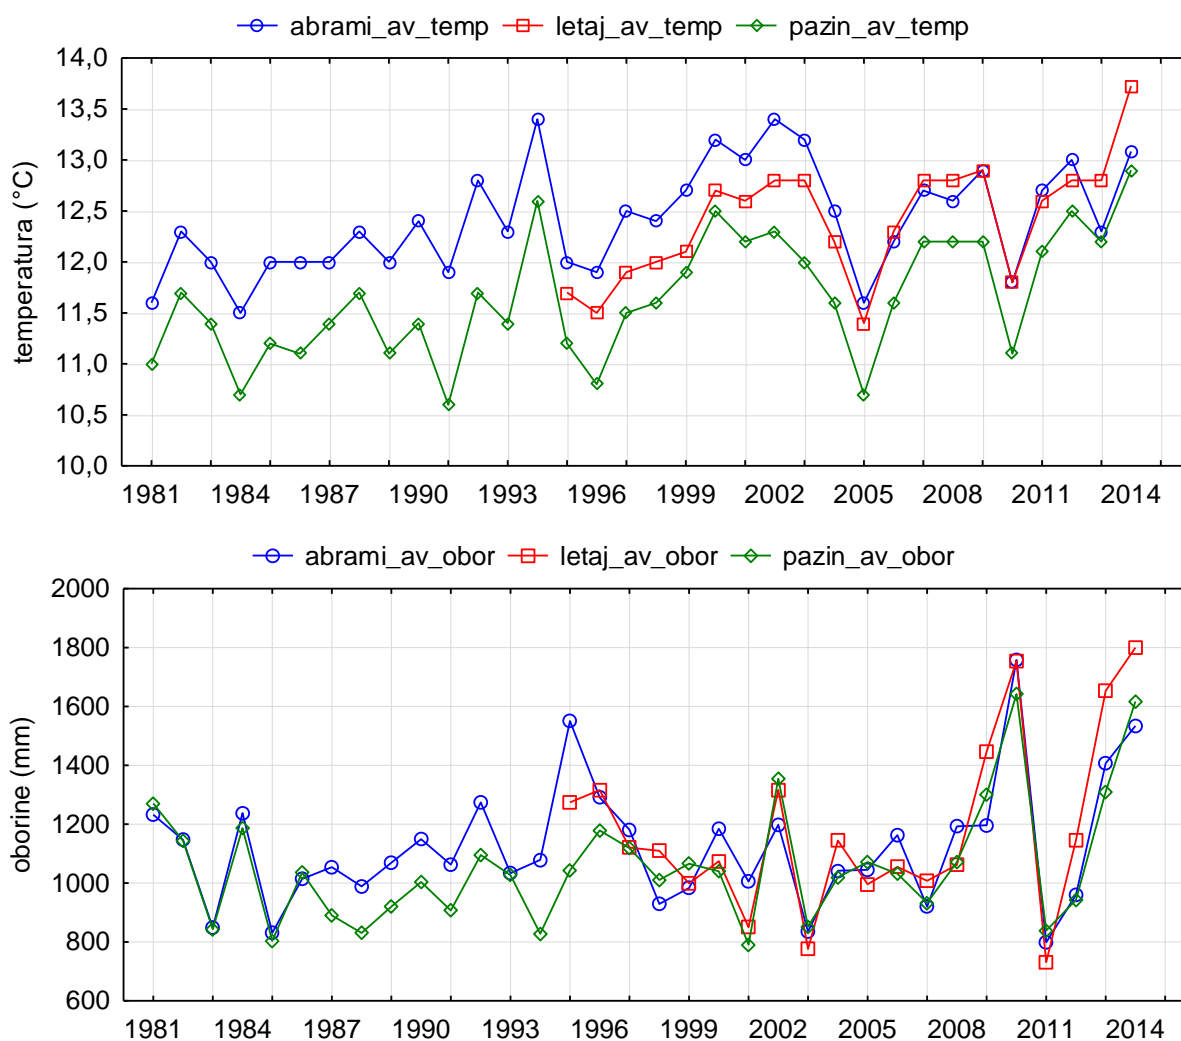 abrami_av_temp letaj_av_temp pazin_av_temp
temperatura (°C)
14,0
13,5
13,0
12,5
12,0
11,5
11,0
10,5
10,0
1981 1984 1987 1990 1993 1996 1999 2002 2005 2008 2011 2014
abrami_av_obor letaj_av_obor pazin_av_obor
oborine (mm)
2000
1800
1600
1400
1200
1000
800
600
1981 1984 1987 1990 1993 1996 1999 2002 2005 2008 2011 2014